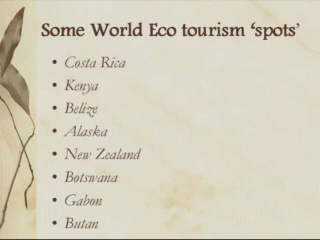 Some World Eco tourism ‘spots’
• Costa Rica
• Kenya
• Belize
• Alaska
• New Zealand
• Botswana
• Gabon
• Butan